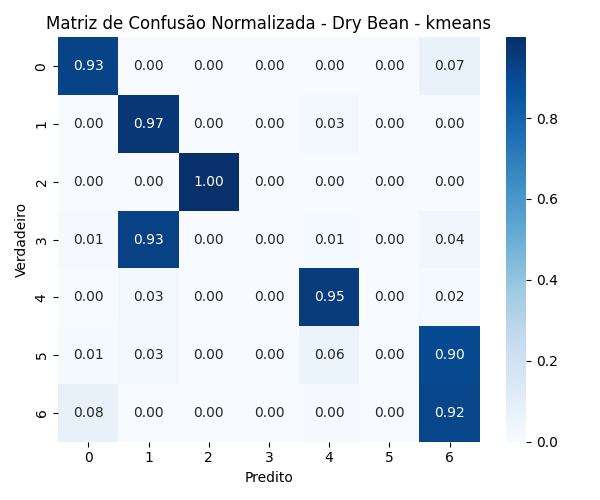 Matriz de Confusão Normalizada - Dry Bean - kmeans
Verdadeiro
0 0.93 0.00 0.00 0.00 0.00 0.00 0.07
1 0.00 0.97 0.00 0.00 0.03 0.00 0.00
2 0.00 0.00 1.00 0.00 0.00 0.00 0.00
3 0.01 0.93 0.00 0.00 0.01 0.00 0.04
4 0.00 0.03 0.00 0.00 0.95 0.00 0.02
5 0.01 0.03 0.00 0.00 0.06 0.00 0.90
6 0.08 0.00 0.00 0.00 0.00 0.00 0.92
0 1 2 3 4 5 6
Predito
0.8
0.6
0.4
0.2
0.0